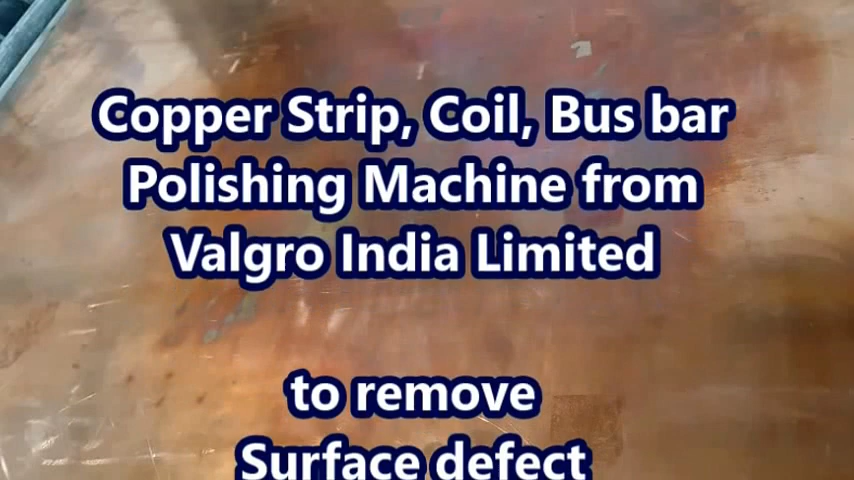 Copper Strip, Coil, Bus bar
Polishing Machine from
Valgro India Limited
to remove
Surface defect